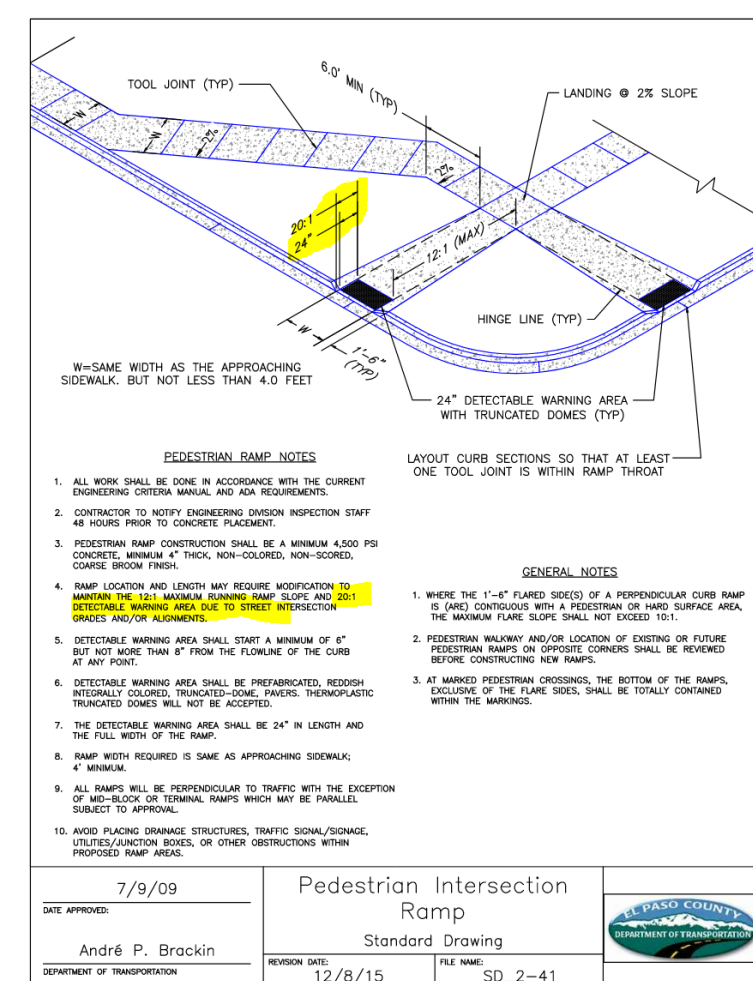 6.0' MIN (TYP)
TOOL JOINT (TYP)
LANDING @ 2% SLOPE
W
W
2%
2%
20:1
24"
12:1 (MAX)
HINGE LINE (TYP)
W
1'-6"
(TYP)
W=SAME WIDTH AS THE APPROACHING
SIDEWALK. BUT NOT LESS THAN 4.0 FEET
24" DETECTABLE WARNING AREA
WITH TRUNCATED DOMES (TYP)
LAYOUT CURB SECTIONS SO THAT AT LEAST
ONE TOOL JOINT IS WITHIN RAMP THROAT
PEDESTRIAN RAMP NOTES
1. ALL WORK SHALL BE DONE IN ACCORDANCE WITH THE CURRENT
ENGINEERING CRITERIA MANUAL AND ADA REQUIREMENTS.
2. CONTRACTOR TO NOTIFY ENGINEERING DIVISION INSPECTION STAFF
48 HOURS PRIOR TO CONCRETE PLACEMENT.
3. PEDESTRIAN RAMP CONSTRUCTION SHALL BE A MINIMUM 4,500 PSI
CONCRETE, MINIMUM 4" THICK, NON-COLORED, NON-SCORED,
COARSE BROOM FINISH.
4. RAMP LOCATION AND LENGTH MAY REQUIRE MODIFICATION TO
MAINTAIN THE 12:1 MAXIMUM RUNNING RAMP SLOPE AND 20:1
DETECTABLE WARNING AREA DUE TO STREET INTERSECTION
GRADES AND/OR ALIGNMENTS.
5. DETECTABLE WARNING AREA SHALL START A MINIMUM OF 6"
BUT NOT MORE THAN 8" FROM THE FLOWLINE OF THE CURB
AT ANY POINT.
6. DETECTABLE WARNING AREA SHALL BE PREFABRICATED, REDDISH
INTEGRALLY COLORED, TRUNCATED-DOME, PAVERS. THERMOPLASTIC
TRUNCATED DOMES WILL NOT BE ACCEPTED.
7. THE DETECTABLE WARNING AREA SHALL BE 24" IN LENGTH AND
THE FULL WIDTH OF THE RAMP.
8. RAMP WIDTH REQUIRED IS SAME AS APPROACHING SIDEWALK;
4' MINIMUM.
9. ALL RAMPS WILL BE PERPENDICULAR TO TRAFFIC WITH THE EXCEPTION
OF MID-BLOCK OR TERMINAL RAMPS WHICH MAY BE PARALLEL
SUBJECT TO APPROVAL.
10. AVOID PLACING DRAINAGE STRUCTURES, TRAFFIC SIGNAL/SIGNAGE,
UTILITIES/JUNCTION BOXES, OR OTHER OBSTRUCTIONS WITHIN
PROPOSED RAMP AREAS.
GENERAL NOTES
1. WHERE THE 1'-6" FLARED SIDE(S) OF A PERPENDICULAR CURB RAMP
IS (ARE) CONTIGUOUS WITH A PEDESTRIAN OR HARD SURFACE AREA,
THE MAXIMUM FLARE SLOPE SHALL NOT EXCEED 10:1.
2. PEDESTRIAN WALKWAY AND/OR LOCATION OF EXISTING OR FUTURE
PEDESTRIAN RAMPS ON OPPOSITE CORNERS SHALL BE REVIEWED
BEFORE CONSTRUCTING NEW RAMPS.
3. AT MARKED PEDESTRIAN CROSSINGS, THE BOTTOM OF THE RAMPS,
EXCLUSIVE OF THE FLARE SIDES, SHALL BE TOTALLY CONTAINED
WITHIN THE MARKINGS.
7/9/09
DATE APPROVED:
André P. Brackin
DEPARTMENT OF TRANSPORTATION
Pedestrian Intersection
Ramp
Standard Drawing
REVISION DATE:
12/8/15
FILE NAME:
SD 2-41
EL PASO COUNTY
DEPARTMENT OF TRANSPORTATION